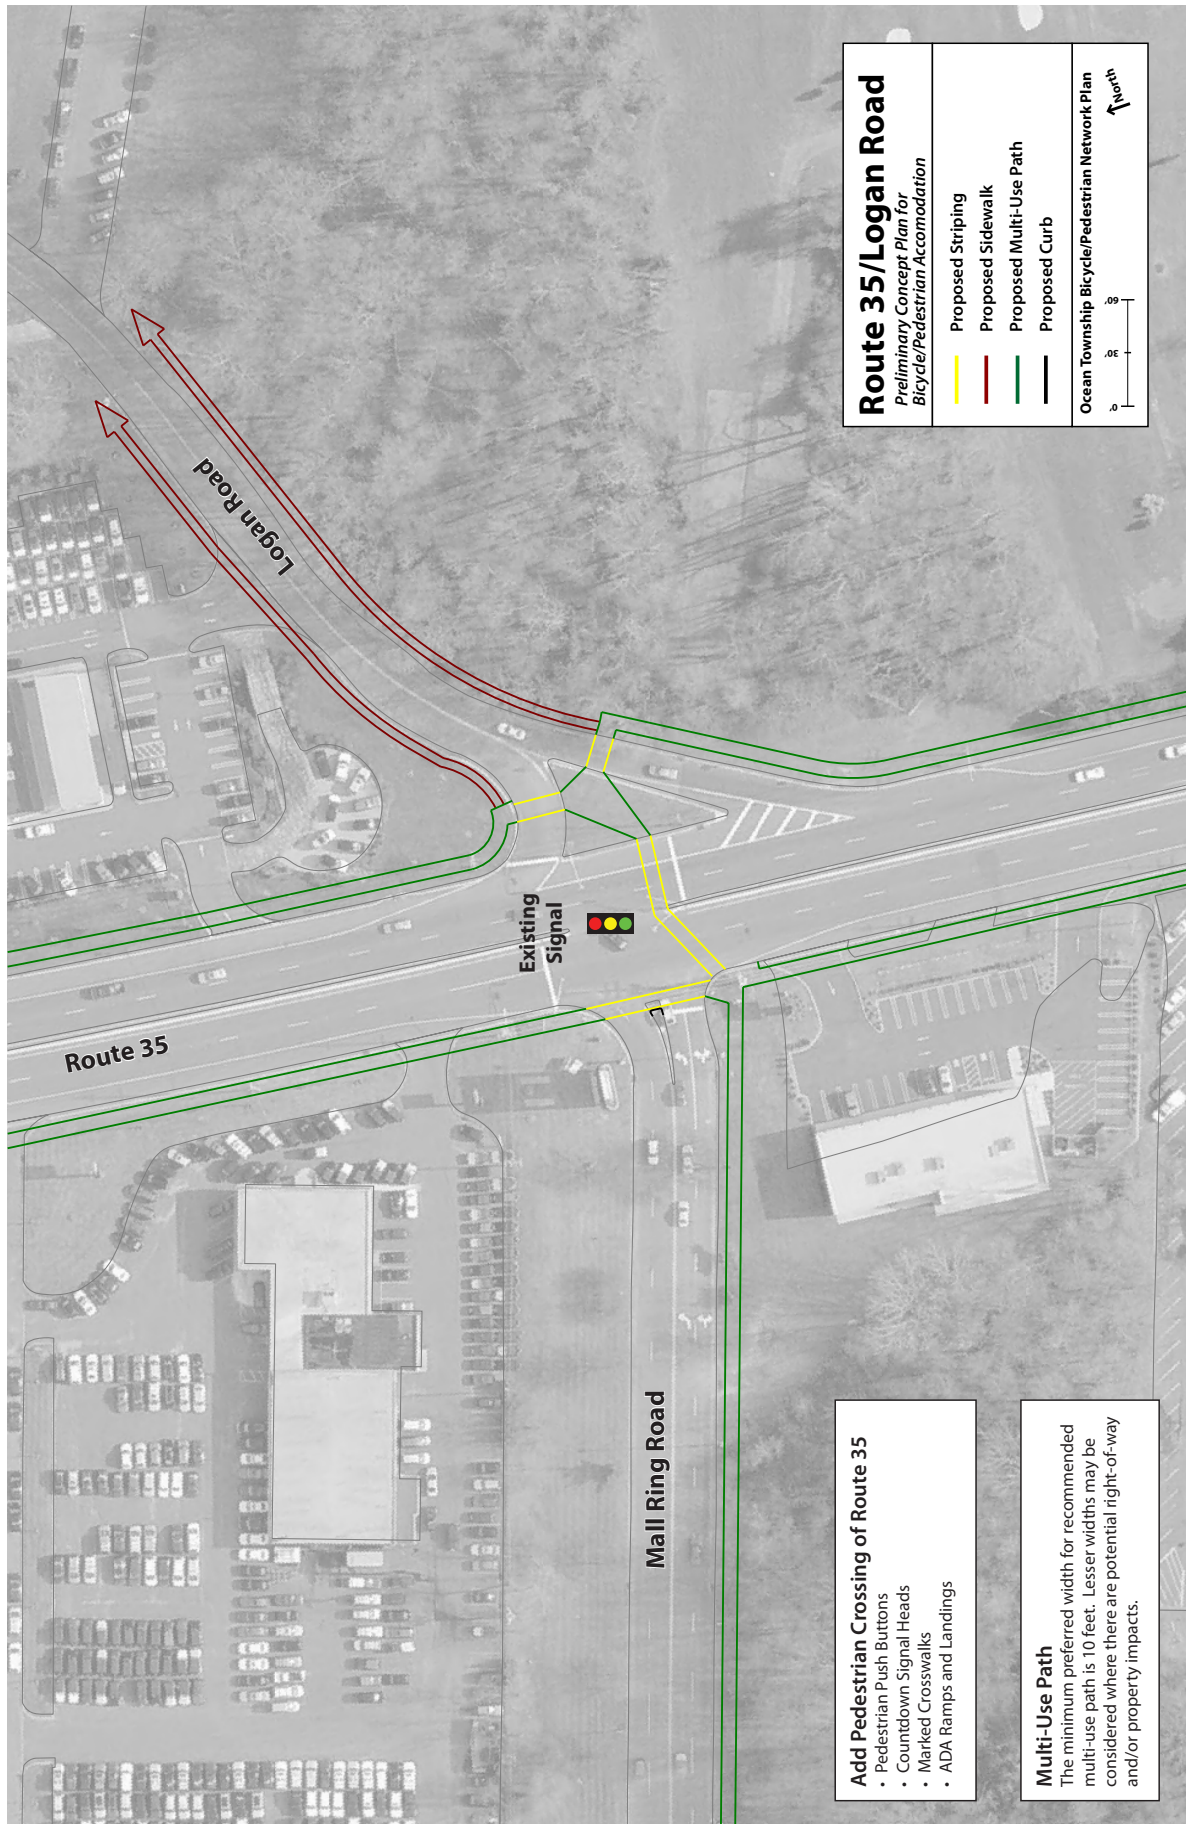 Route 35/Logan Road
Preliminary Concept Plan for
Bicycle/Pedestrian Accomodation
Proposed Striping
Proposed Sidewalk
Proposed Multi-Use Path
Proposed Curb
Ocean Township Bicycle/Pedestrian Network Plan
0'
30'
60'
North
Logan Road
Existing
Signal
Route 35
Mall Ring Road
Add Pedestrian Crossing of Route 35
• Pedestrian Push Buttons
• Countdown Signal Heads
• Marked Crosswalks
• ADA Ramps and Landings
Multi-Use Path
The minimum preferred width for recommended
multi-use path is 10 feet. Lesser widths may be
considered where there are potential right-of-way
and/or property impacts.